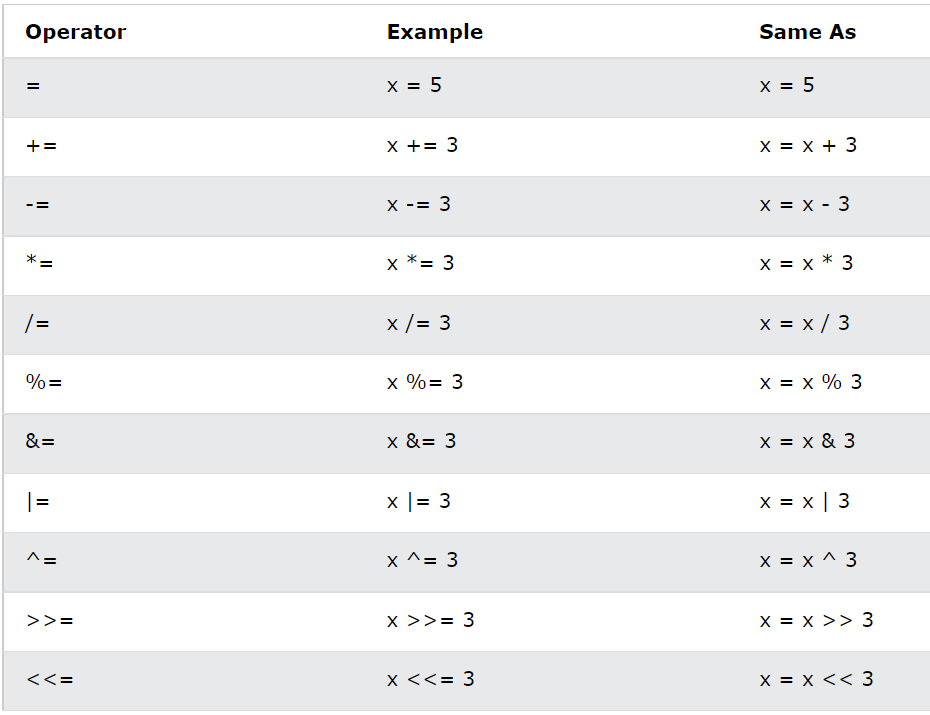 Operator Example Same As
= x = 5 x = 5
+= x += 3 x = x + 3
-= x -= 3 x = x - 3
*= x *= 3 x = x * 3
/= x /= 3 x = x / 3
%= x %= 3 x = x % 3
&= x &= 3 x = x & 3
|= x |= 3 x = x | 3
^= x ^= 3 x = x ^ 3
>>= x >>= 3 x = x >> 3
<<= x <<= 3 x = x << 3